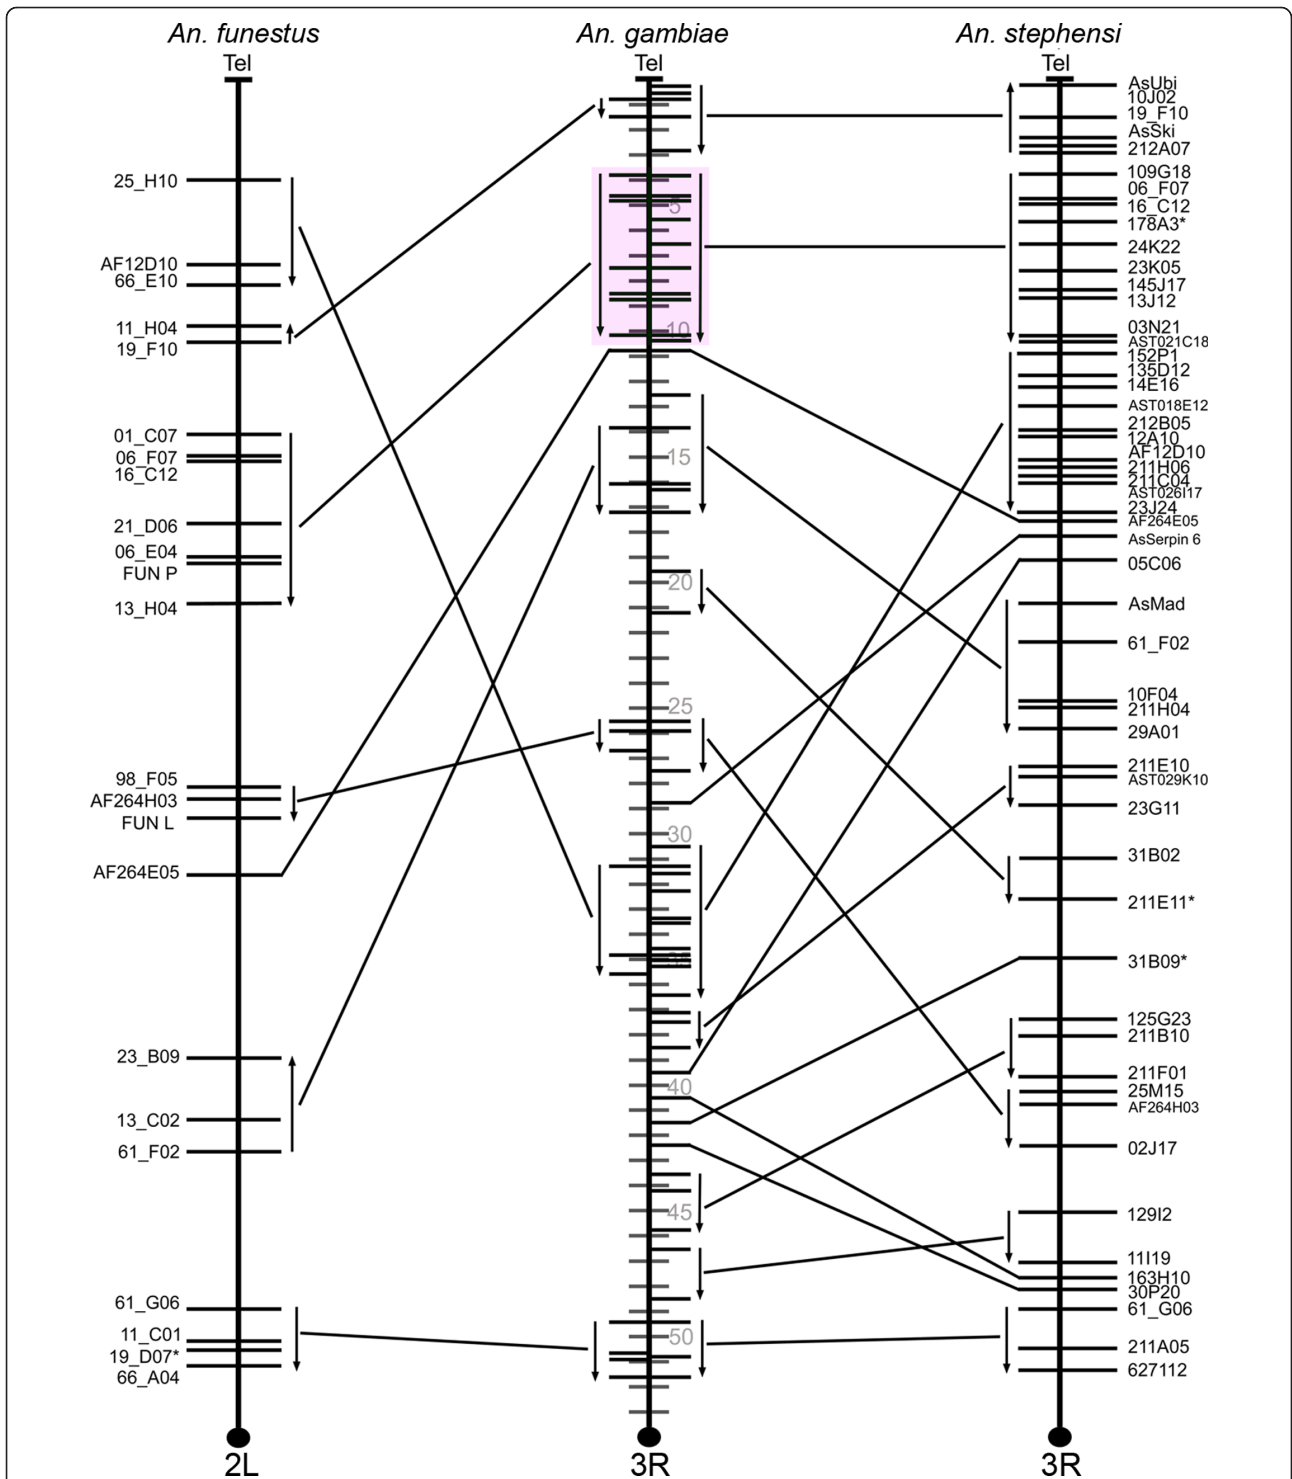 An. funestus
An. gambiae
An. stephensi
Tel
Tel
Tel
25_H10
AF12D10
66_E10
11_H04
19_F10
01_C07
06_F07
16_C12
21_D06
06_E04
FUN P
13_H04
98_F05
AF264H03
FUN L
AF264E05
23_B09
13_C02
61_F02
61_G06
11_C01
19_D07*
66_A04
2L
5
10
15
20
25
30
35
40
45
50
3R
AsUbi
10J02
19_F10
AsSki
212A07
109G18
06_F07
16_C12
178A3*
24K22
23K05
145J17
13J12
03N21
AST021C18
152P1
135D12
14E16
AST018E12
212B05
12A10
AF12D10
211H06
211C04
AST026I17
23J24
AF264E05
AsSerpin 6
05C06
AsMad
61_F02
10F04
211H04
29A01
211E10
AST029K10
23G11
31B02
211E11*
31B09*
125G23
211B10
211F01
25M15
AF264H03
02J17
129I2
11I19
163H10
30P20
61_G06
211A05
627112
3R